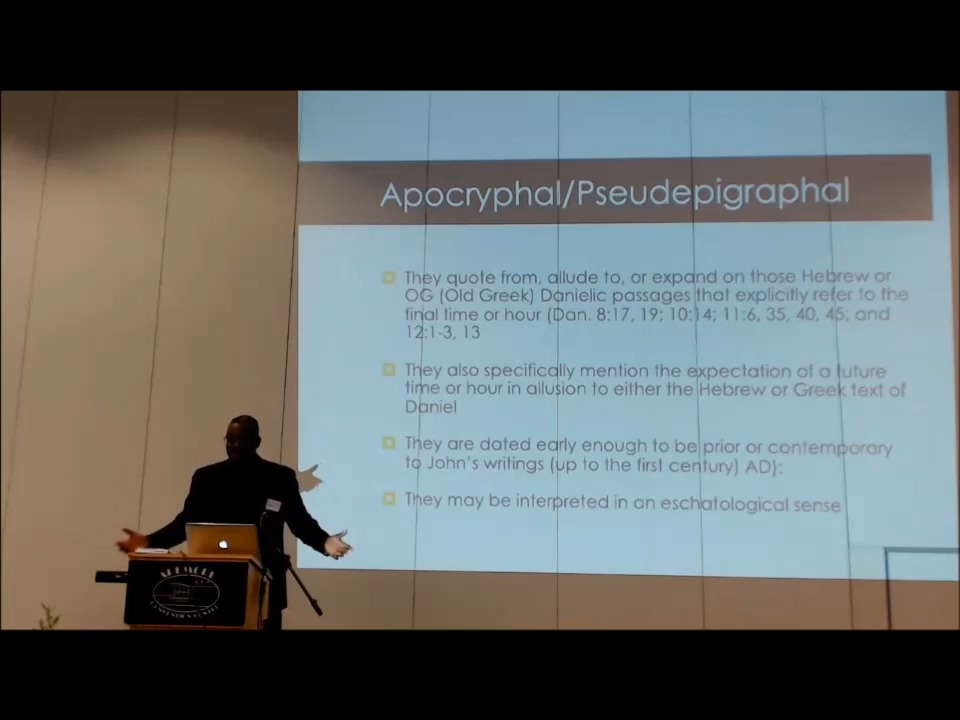 Apocryphal/Pseudepigraphal
They quote from, allude to, or expand on those Hebrew or
OG (Old Greek) Danielic passages that explicitly refer to the
final time or hour (Dan. 8:17, 19; 10:14; 11:6, 35, 40, 45; and
12:1-3, 13
They also specifically mention the expectation of a future
time or hour in allusion to either the Hebrew or Greek text of
Daniel
They are dated early enough to be prior or contemporary
to John's writings (up to the first century) AD);
They may be interpreted in an eschatological sense
ARDMORE
CONVENTION CENTER